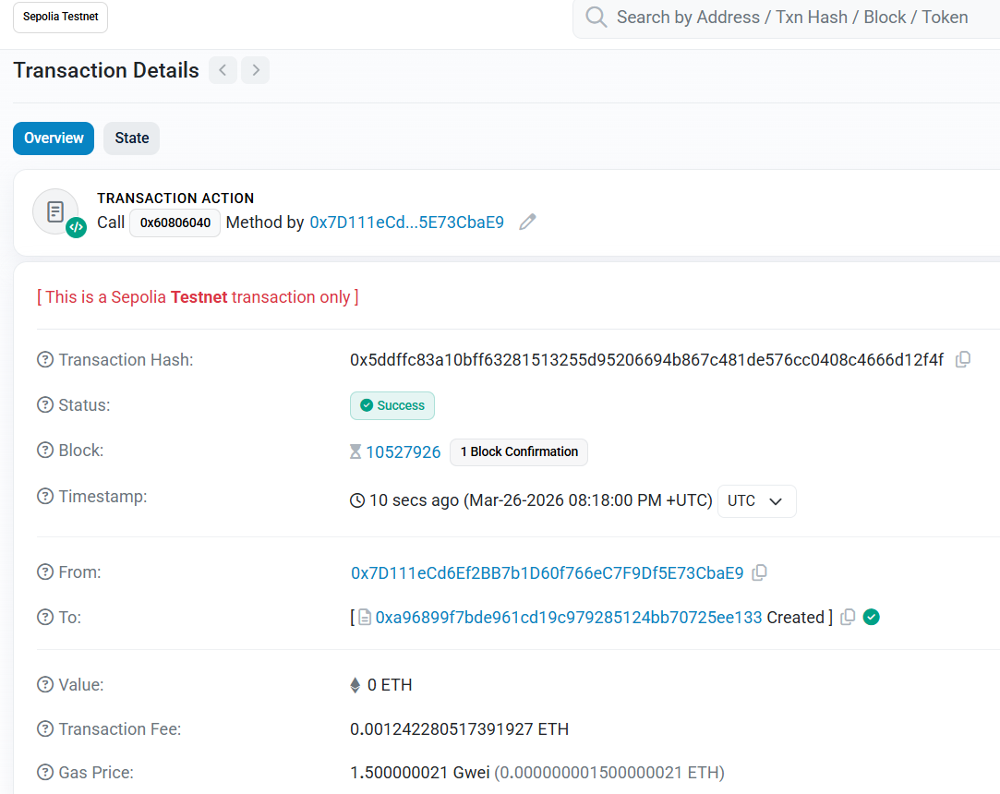 Sepolia Testnet
Search by Address / Txn Hash / Block / Token
Transaction Details
Overview State
TRANSACTION ACTION
Call 0x60806040 Method by 0x7D111eCd...5E73CbaE9
[ This is a Sepolia Testnet transaction only ]
Transaction Hash: 0x5ddffc83a10bff63281513255d95206694b867c481de576cc0408c4666d12f4f
Status: Success
Block: 10527926 1 Block Confirmation
Timestamp: 10 secs ago (Mar-26-2026 08:18:00 PM +UTC) UTC
From: 0x7D111eCd6Ef2BB7b1D60f766eC7F9Df5E73CbaE9
To: [ 0xa96899f7bde961cd19c979285124bb70725ee133 Created ]
Value: 0 ETH
Transaction Fee: 0.001242280517391927 ETH
Gas Price: 1.500000021 Gwei (0.000000001500000021 ETH)